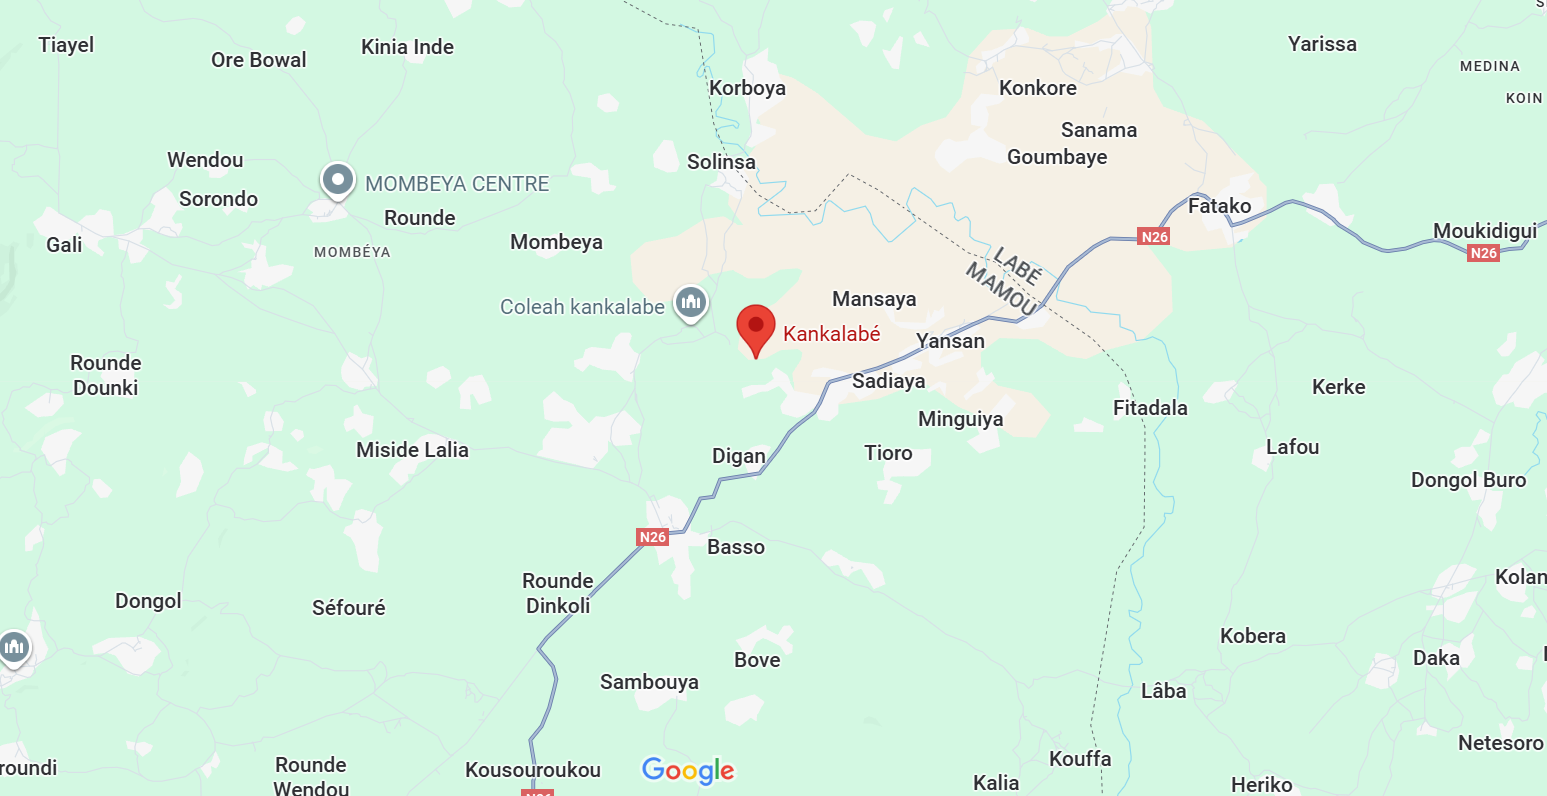 Tiayel
Ore Bowal
Kinia Inde
Yarissa
MEDINA
KOIN
Korboya
Konkore
Sanama
Goumbaye
Wendou
Solinsa
MOMBEYA CENTRE
Sorondo
Rounde
Fatako
Gali
MOMBÉYA
Mombeya
N26
Moukidigui
N26
LABÉ
MAMOU
Coleah kankalabe
Mansaya
Kankalabé
Yansan
Rounde
Dounki
Sadiaya
Kerke
Minguiya
Fitadala
Miside Lalia
Digan
Tioro
Lafou
Dongol Buro
N26
Basso
Rounde
Dinkoli
Kolan
Dongol
Séfouré
Kobera
Bove
Daka
Sambouya
Lâba
Netesoro
Kouffa
roundi
Rounde
Wendou
Kousouroukou
Google
Kalia
Heriko
N26